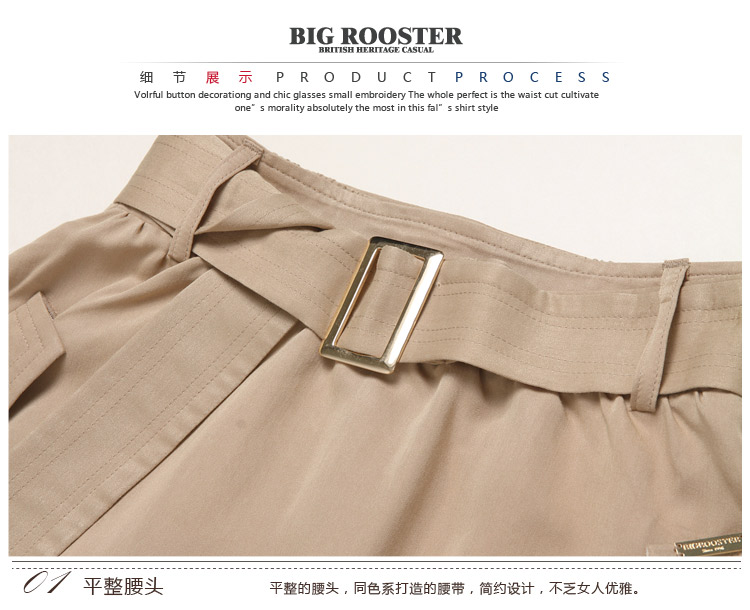 BIG ROOSTER
BRITISH HERITAGE CASUAL
细 节 展 示 PRODUCT PROCESS
Volrful button decorationg and chic glasses small embroidery The whole perfect is the waist cut cultivate
one”s morality absolutely the most in this fal”s shirt style
BIGROOSTER
01 平整腰头
平整的腰头，同色系打造的腰带，简约设计，不乏女人优雅。